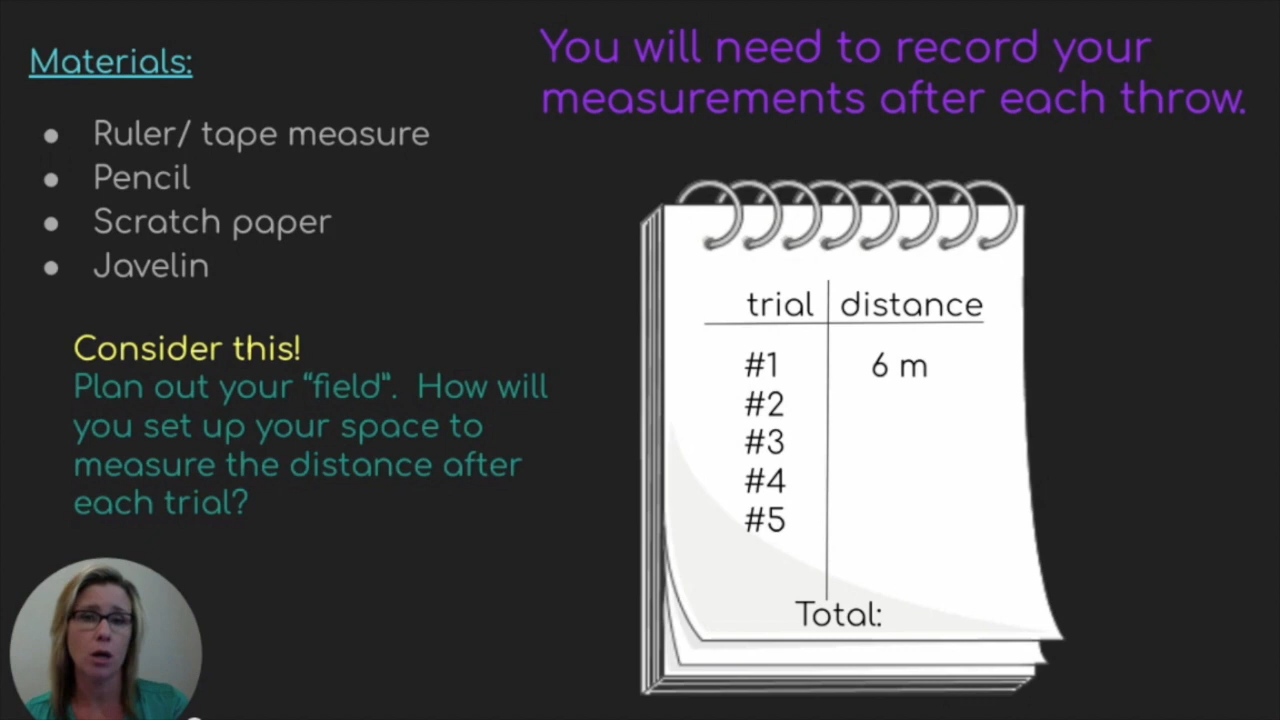 Materials:
● Ruler/ tape measure
● Pencil
● Scratch paper
● Javelin
Consider this!
Plan out your “field”. How will
you set up your space to
measure the distance after
each trial?
You will need to record your
measurements after each throw.
trial distance
#1 6 m
#2
#3
#4
#5
Total: